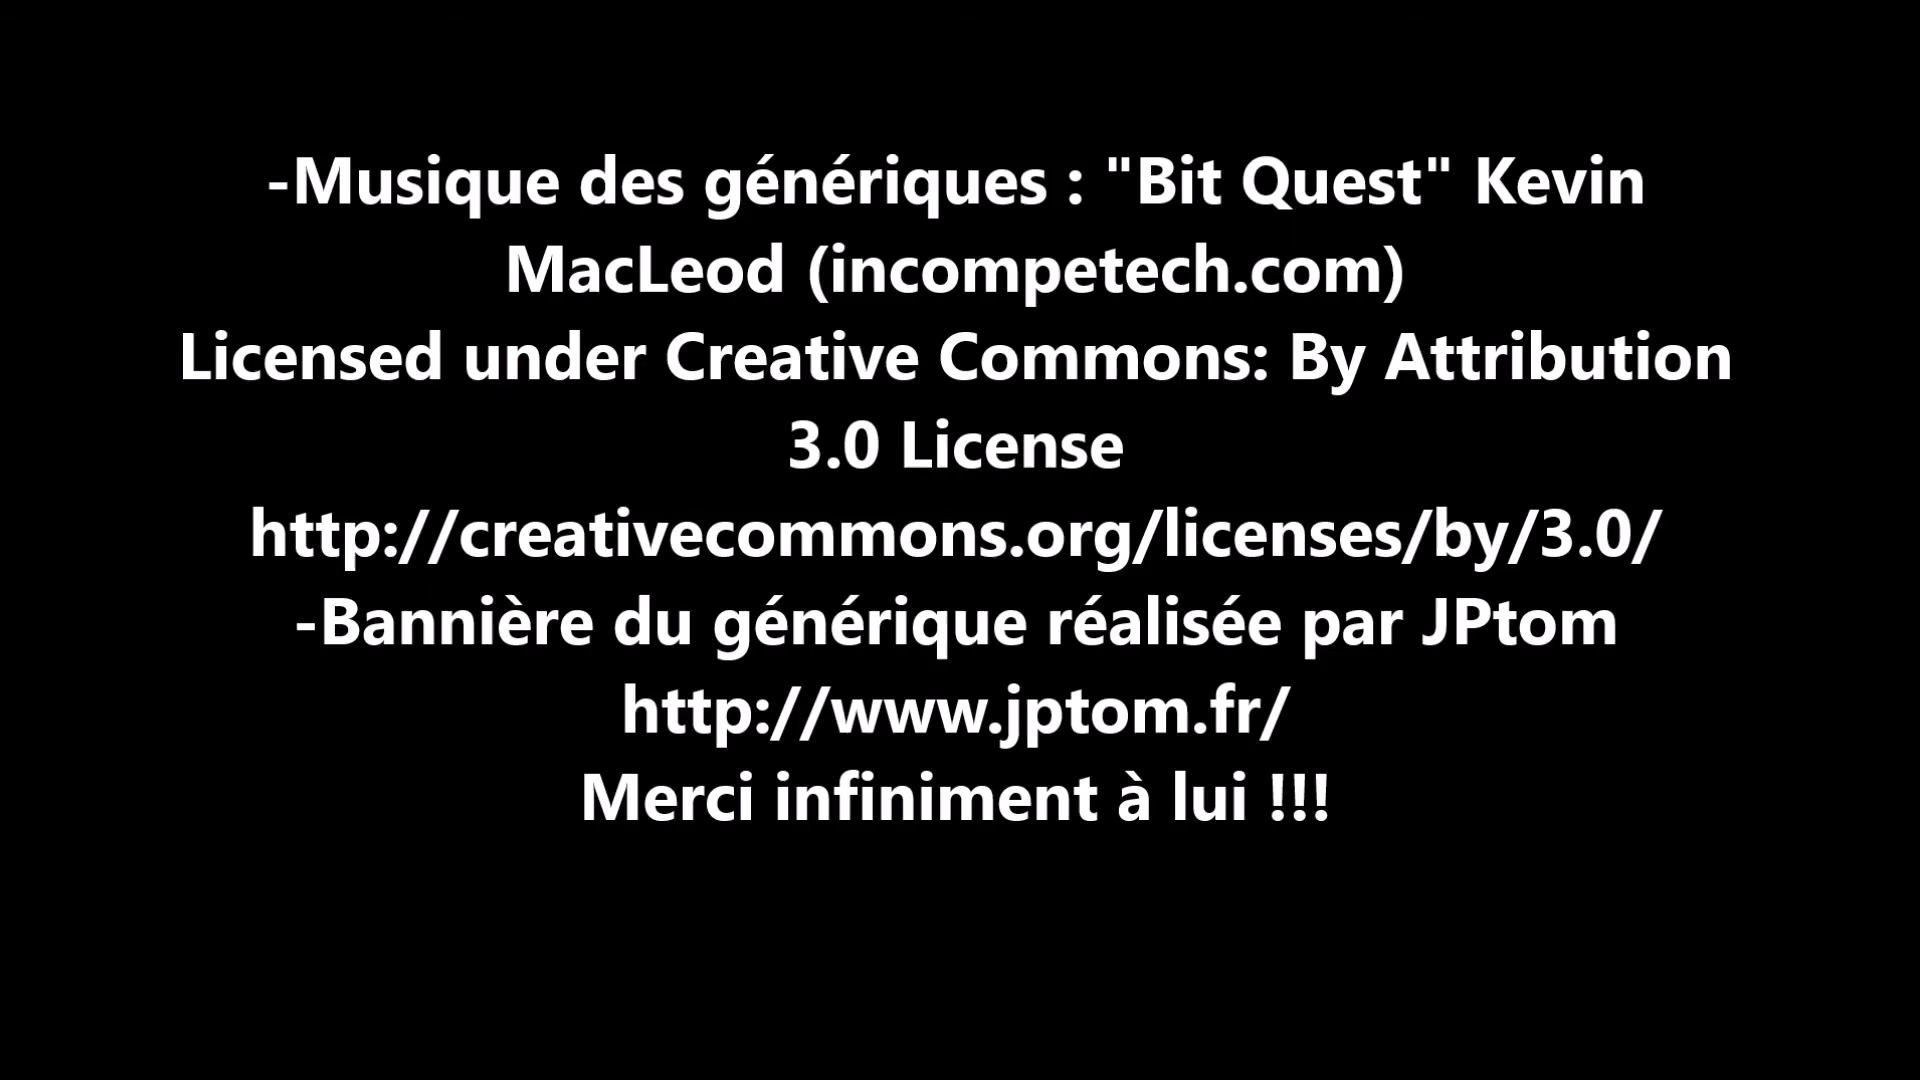 -Musique des génériques : "Bit Quest" Kevin
MacLeod (incompetech.com)
Licensed under Creative Commons: By Attribution
3.0 License
http://creativecommons.org/licenses/by/3.0/
-Bannière du générique réalisée par JPtom
http://www.jptom.fr/
Merci infiniment à lui !!!